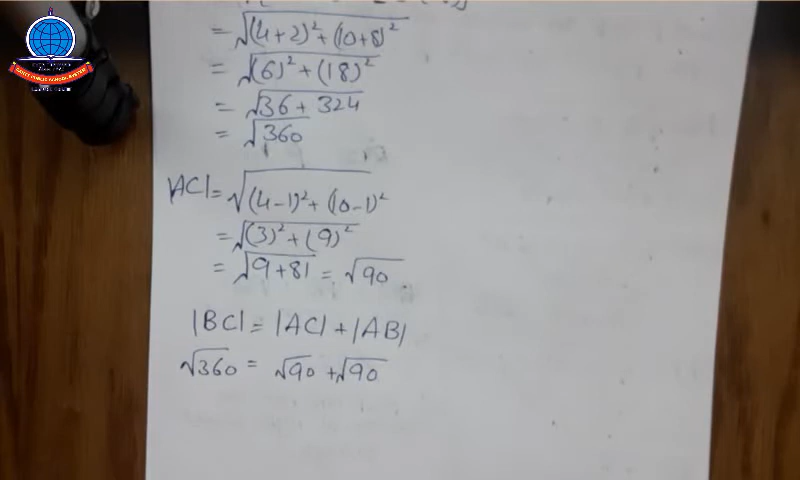 = √(4+2)² + (10+8)²
= √(6)² + (18)²
= √36 + 324
= √360
|AC| = √(4-1)² + (10-1)²
= √(3)² + (9)²
= √9+81 = √90
|BC| = |AC| + |AB|
√360 = √90 + √90